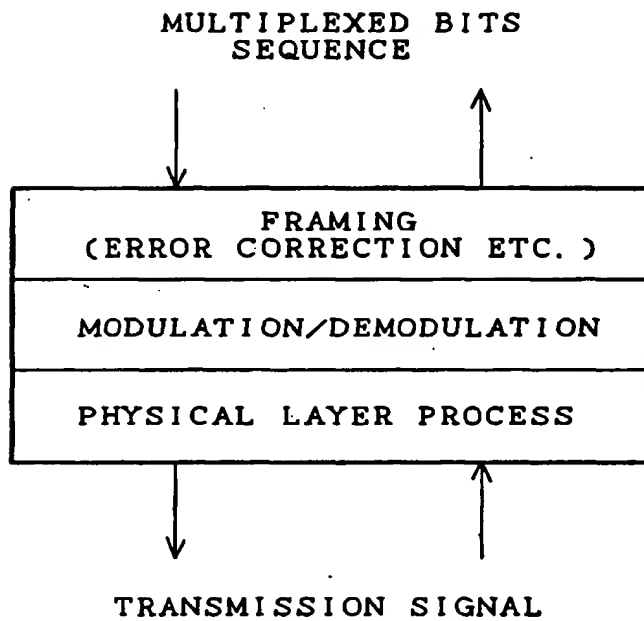 MULTIPLEXED BITS
SEQUENCE
FRAMING
(ERROR CORRECTION ETC. )
MODULATION/DEMODULATION
PHYSICAL LAYER PROCESS
TRANSMISSION SIGNAL